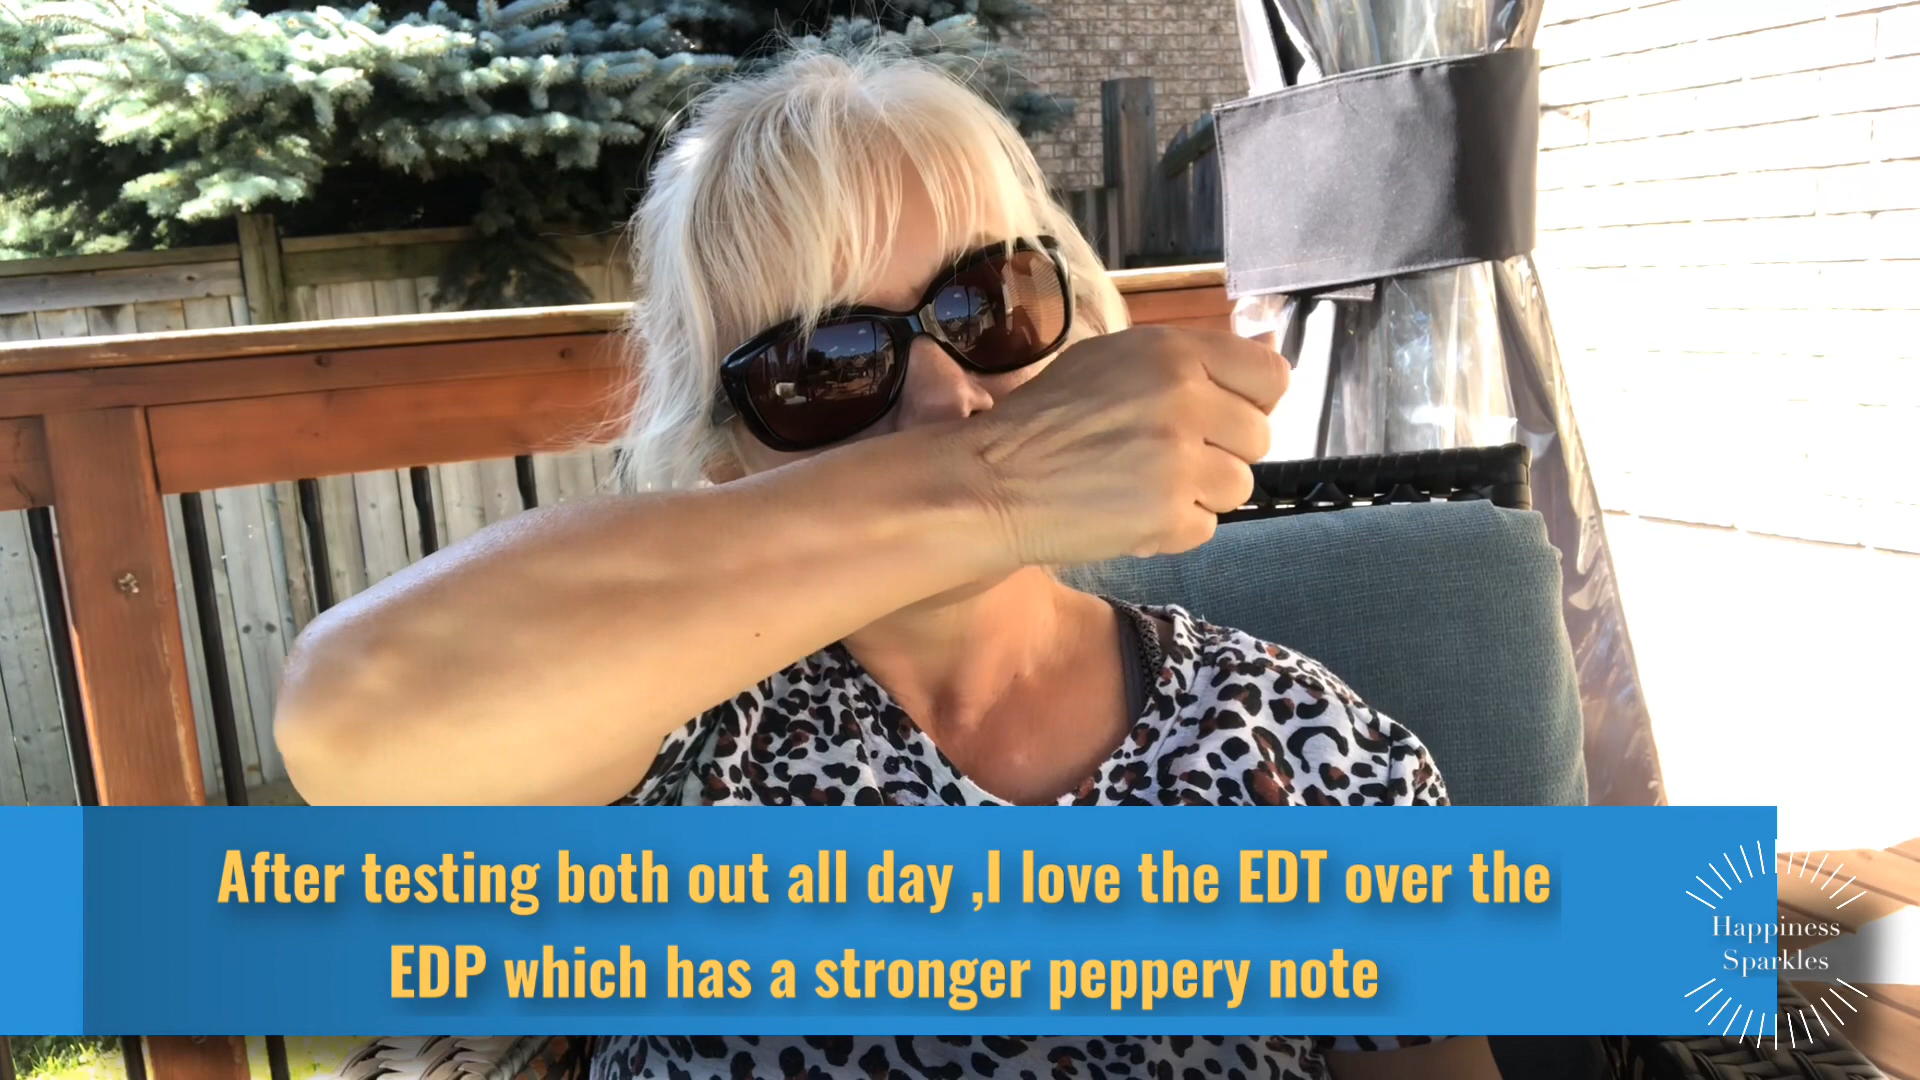 After testing both out all day ,I love the EDT over the
EDP which has a stronger peppery note
Happiness
Sparkles